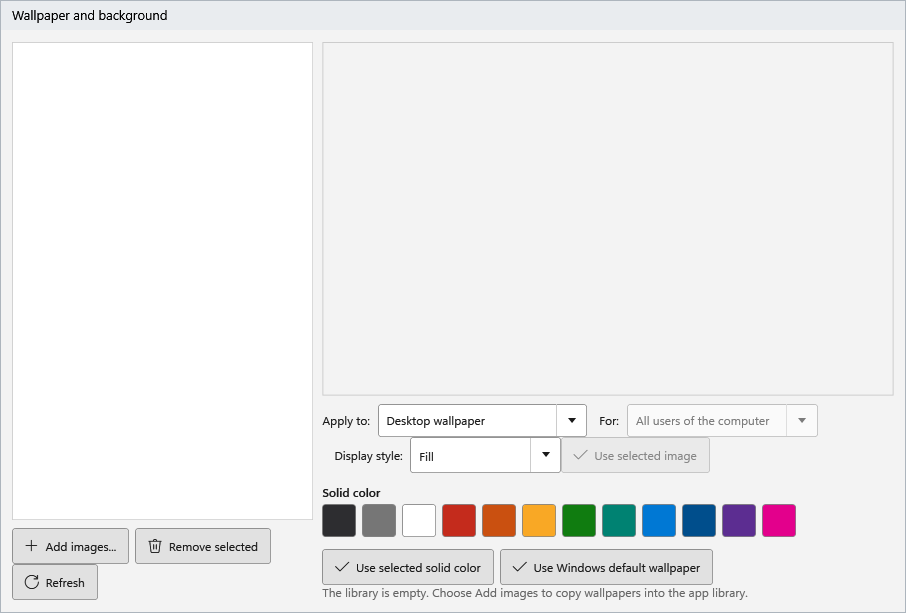 Wallpaper and background
Apply to: Desktop wallpaper For: All users of the computer
Display style: Fill Use selected image
Solid color
Add images... Remove selected
Refresh
Use selected solid color Use Windows default wallpaper
The library is empty. Choose Add images to copy wallpapers into the app library.